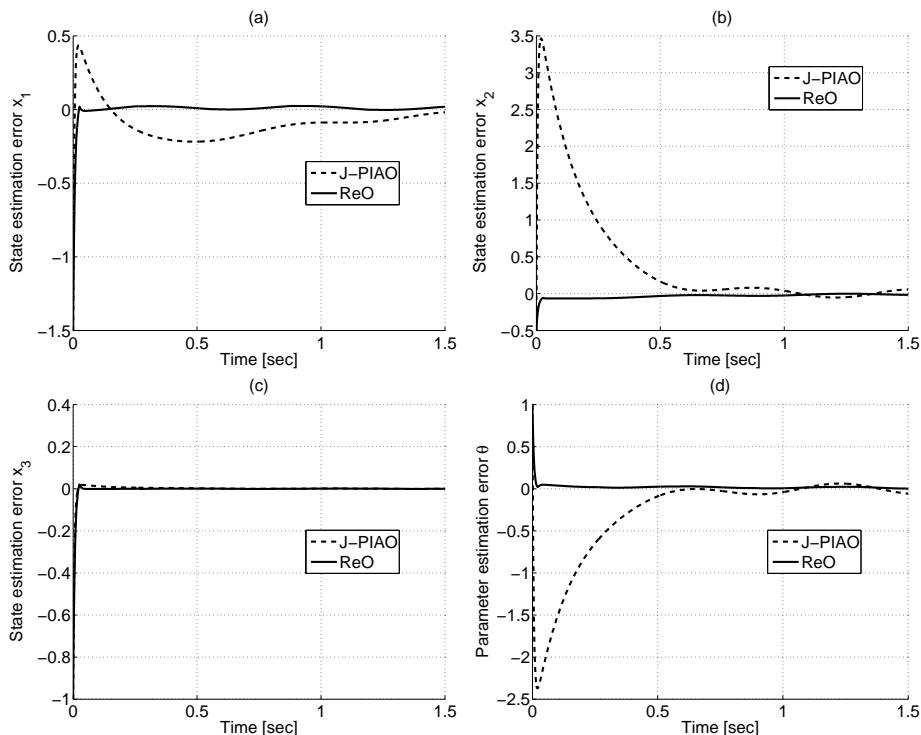 (a)
State estimation error x1
0.5
0
−0.5
−1
−1.5
0
0.5
1
1.5
Time [sec]
J−PIAO
ReO
(b)
State estimation error x2
3.5
3
2.5
2
1.5
1
0.5
0
−0.5
0
0.5
1
1.5
Time [sec]
J−PIAO
ReO
(c)
State estimation error x3
0.4
0.2
0
−0.2
−0.4
−0.6
−0.8
−1
0
0.5
1
1.5
Time [sec]
J−PIAO
ReO
(d)
Parameter estimation error θ
1
0.5
0
−0.5
−1
−1.5
−2
−2.5
0
0.5
1
1.5
Time [sec]
J−PIAO
ReO